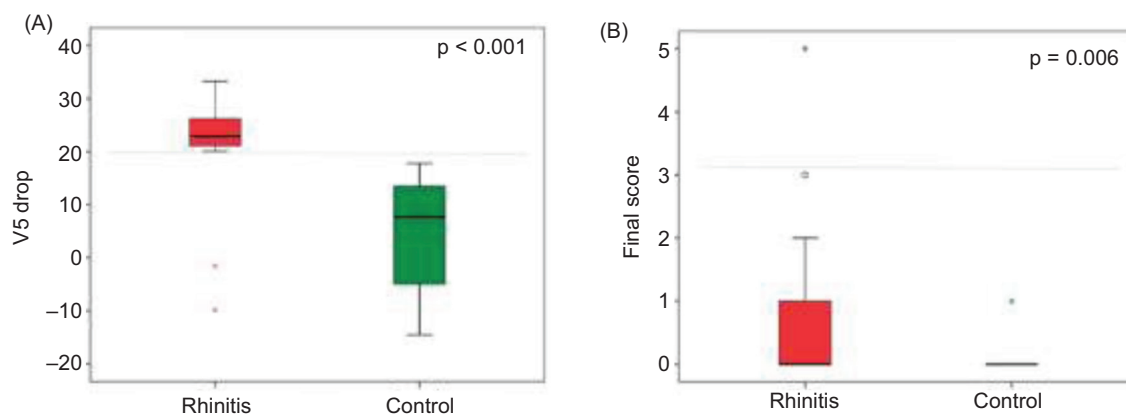 (A)
p < 0.001
V5 drop
40
30
20
10
0
–10
–20
Rhinitis
Control
(B)
p = 0.006
Final score
5
4
3
2
1
0
Rhinitis
Control